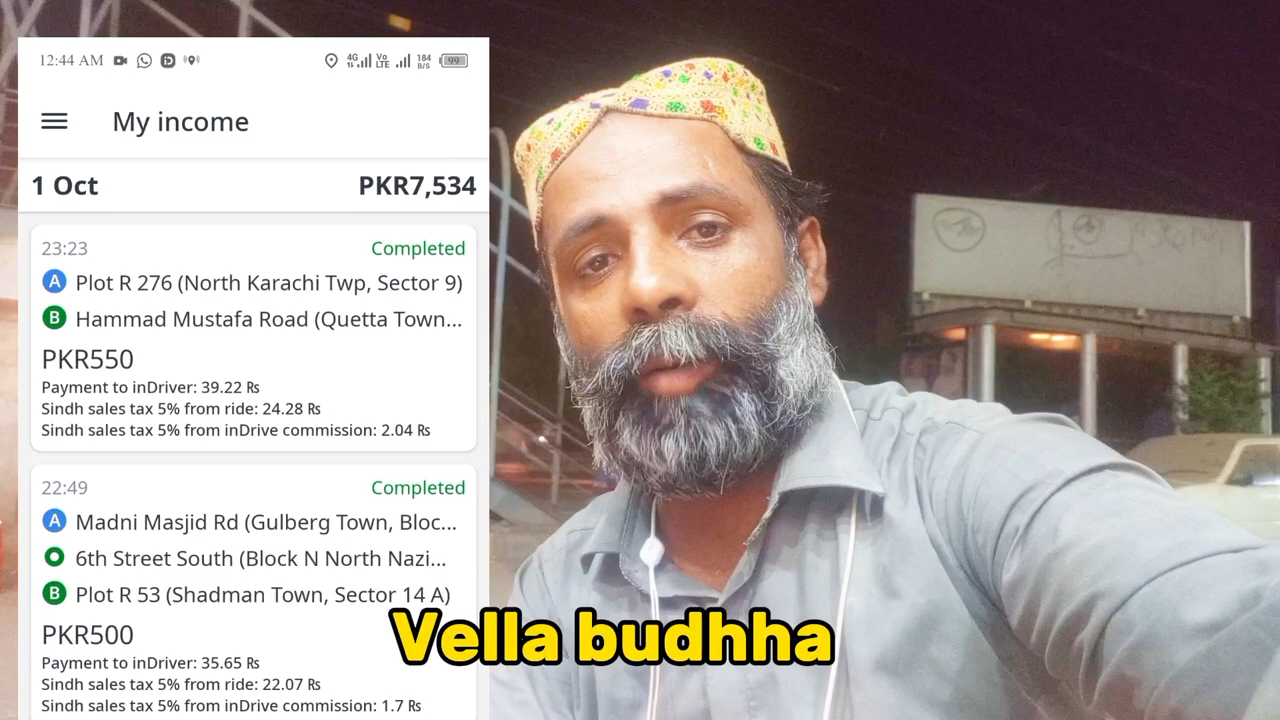 12:44 AM 4G Vo LTE 184 B/S 99
My income
1 Oct PKR7,534
23:23 Completed
A Plot R 276 (North Karachi Twp, Sector 9)
B Hammad Mustafa Road (Quetta Town...
PKR550
Payment to inDriver: 39.22 ₨
Sindh sales tax 5% from ride: 24.28 ₨
Sindh sales tax 5% from inDrive commission: 2.04 ₨
22:49 Completed
A Madni Masjid Rd (Gulberg Town, Bloc...
6th Street South (Block N North Nazi...
B Plot R 53 (Shadman Town, Sector 14 A)
PKR500
Payment to inDriver: 35.65 ₨
Sindh sales tax 5% from ride: 22.07 ₨
Sindh sales tax 5% from inDrive commission: 1.7 ₨
Vella budhha